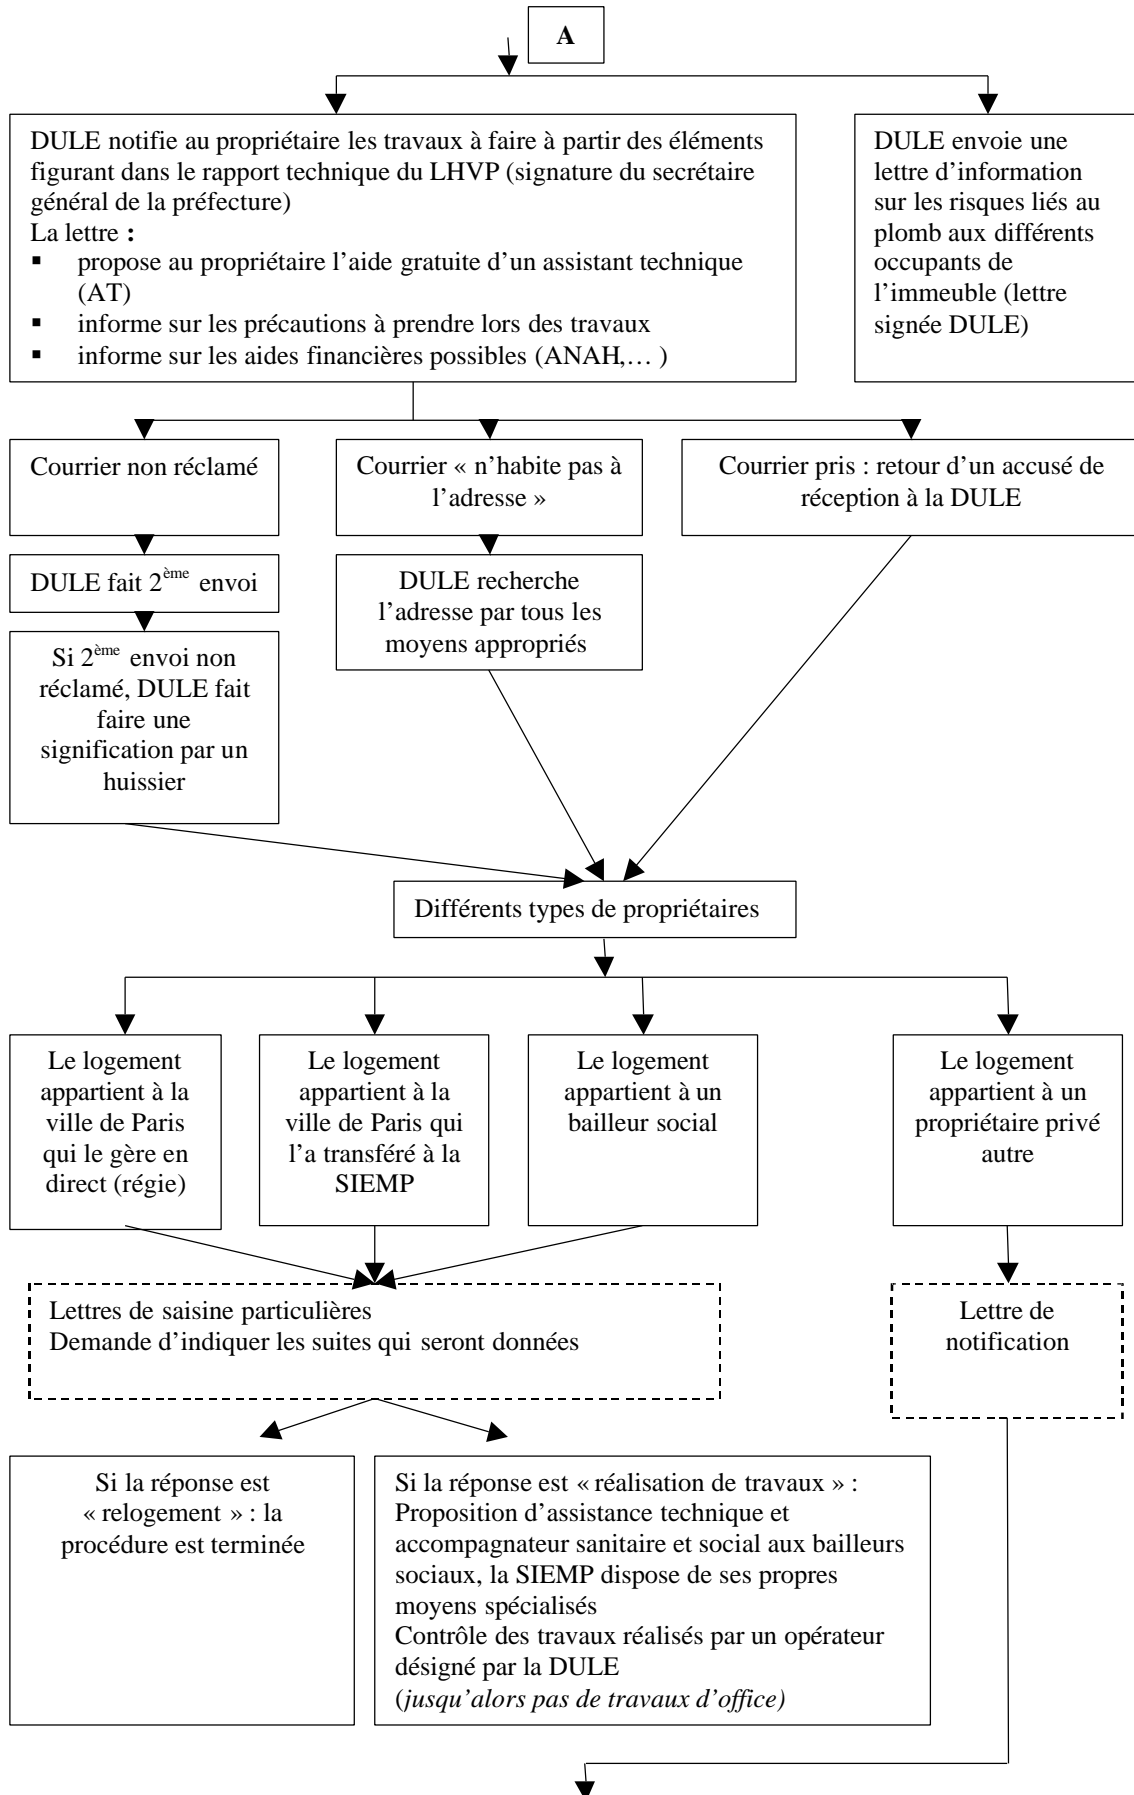 A
DULE notifie au propriétaire les travaux à faire à partir des éléments
figurant dans le rapport technique du LHVP (signature du secrétaire
général de la préfecture)
La lettre :
▪ propose au propriétaire l’aide gratuite d’un assistant technique
(AT)
▪ informe sur les précautions à prendre lors des travaux
▪ informe sur les aides financières possibles (ANAH,… )
DULE envoie une
lettre d’information
sur les risques liés au
plomb aux différents
occupants de
l’immeuble (lettre
signée DULE)
Courrier non réclamé
Courrier « n’habite pas à
l’adresse »
Courrier pris : retour d’un accusé de
réception à la DULE
DULE fait 2ème envoi
DULE recherche
l’adresse par tous les
moyens appropriés
Si 2ème envoi non
réclamé, DULE fait
faire une
signification par un
huissier
Différents types de propriétaires
Le logement
appartient à la
ville de Paris
qui le gère en
direct (régie)
Le logement
appartient à la
ville de Paris qui
l’a transféré à la
SIEMP
Le logement
appartient à un
bailleur social
Le logement
appartient à un
propriétaire privé
autre
Lettres de saisine particulières
Demande d’indiquer les suites qui seront données
Lettre de
notification
Si la réponse est
« relogement » : la
procédure est terminée
Si la réponse est « réalisation de travaux » :
Proposition d’assistance technique et
accompagnateur sanitaire et social aux bailleurs
sociaux, la SIEMP dispose de ses propres
moyens spécialisés
Contrôle des travaux réalisés par un opérateur
désigné par la DULE
(jusqu’alors pas de travaux d’office)